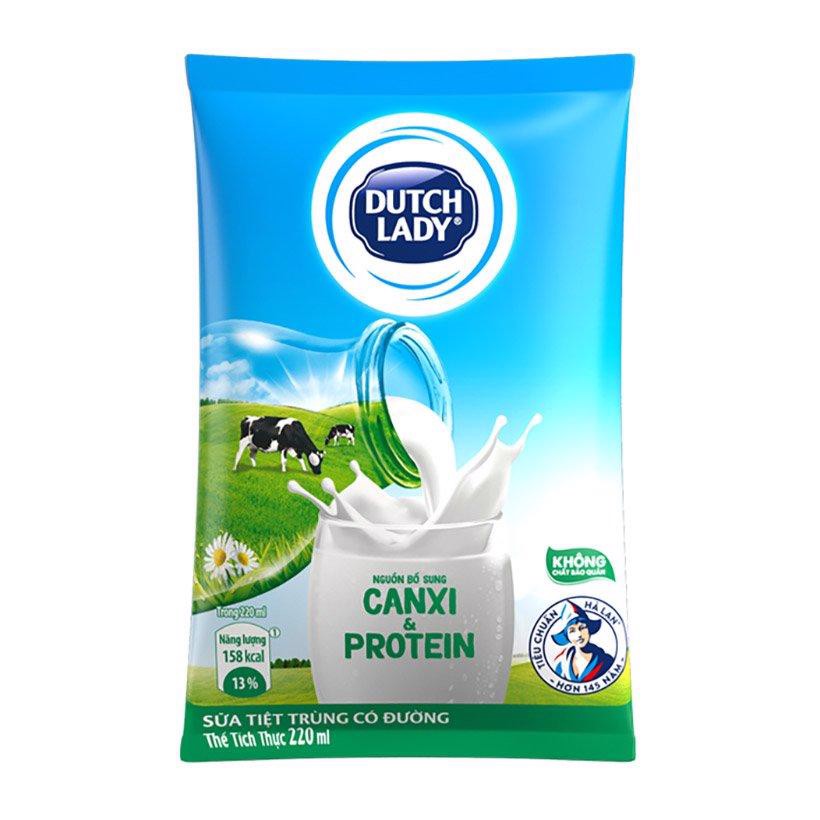 DUTCH
LADY®
NGUỒN BỔ SUNG
CANXI
&
PROTEIN
KHÔNG
CHẤT BẢO QUẢN
TIÊU CHUẨN HÀ LAN
- HƠN 145 NĂM -
Trong 220 ml
Năng lượng
158 kcal
13%
SỮA TIỆT TRÙNG CÓ ĐƯỜNG
Thể Tích Thực 220 ml